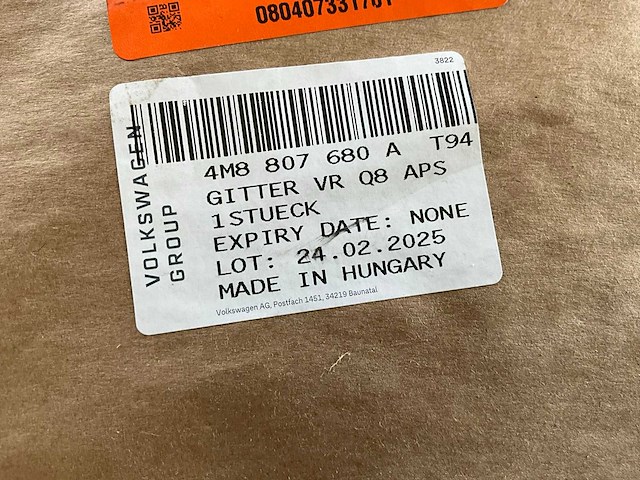 080407331761
3822
VOLKSWAGEN
GROUP
4M8 807 680 A T94
GITTER VR Q8 APS
1STUECK
EXPIRY DATE: NONE
LOT: 24.02.2025
MADE IN HUNGARY
Volkswagen AG, Postfach 1451, 34219 Baunatal